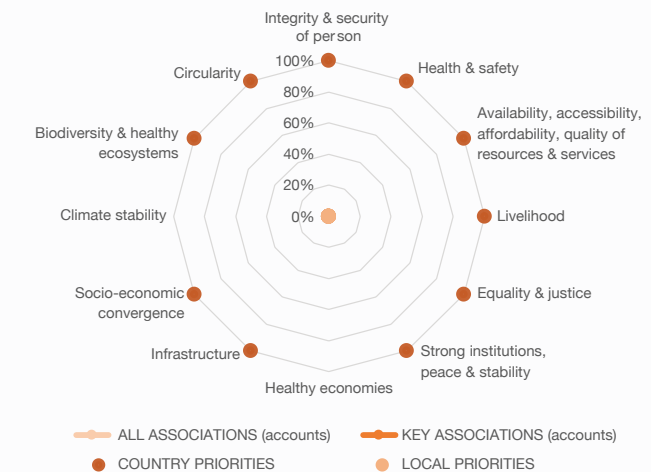 Integrity & security
of person
100%
Health & safety
Circularity
80%
Availability, accessibility,
affordability, quality of
resources & services
60%
Biodiversity & healthy
ecosystems
40%
20%
Climate stability
0%
Livelihood
Socio-economic
convergence
Equality & justice
Infrastructure
Strong institutions,
peace & stability
Healthy economies
ALL ASSOCIATIONS (accounts)
KEY ASSOCIATIONS (accounts)
COUNTRY PRIORITIES
LOCAL PRIORITIES